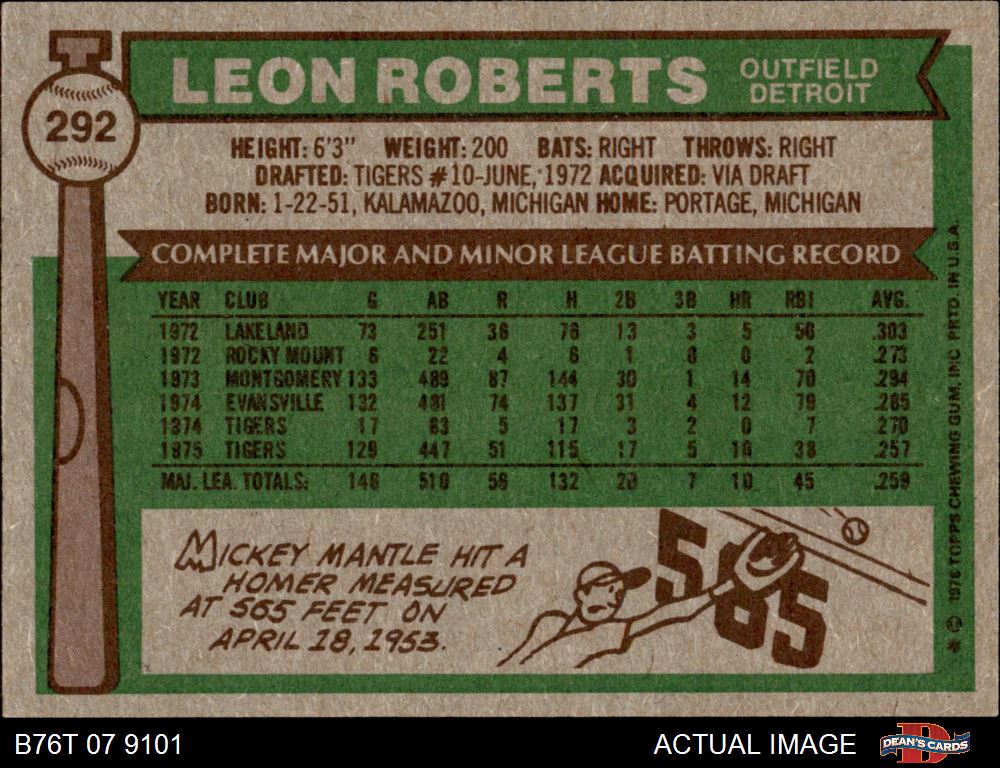 T
292
LEON ROBERTS
OUTFIELD
DETROIT
HEIGHT: 6'3" WEIGHT: 200 BATS: RIGHT THROWS: RIGHT
DRAFTED: TIGERS #10-JUNE, 1972 ACQUIRED: VIA DRAFT
BORN: 1-22-51, KALAMAZOO, MICHIGAN HOME: PORTAGE, MICHIGAN
COMPLETE MAJOR AND MINOR LEAGUE BATTING RECORD
YEAR CLUB G AB R H 2B 3B HR RBI AVG.
1972 LAKELAND 73 251 36 76 13 3 5 50 .303
1972 ROCKY MOUNT 6 22 4 6 1 0 0 2 .273
1973 MONTGOMERY 133 489 87 144 30 1 14 70 .294
1974 EVANSVILLE 132 481 74 137 31 4 12 79 .285
1974 TIGERS 17 63 5 17 3 2 0 7 .270
1975 TIGERS 129 447 51 115 17 5 10 38 .257
MAJ. LEA. TOTALS: 146 510 56 132 20 7 10 45 .259
MICKEY MANTLE HIT A
HOMER MEASURED
AT 565 FEET ON
APRIL 18, 1953.
565
* © 1976 TOPPS CHEWING GUM, INC. PRTD. IN U.S.A.
B76T 07 9101
ACTUAL IMAGE
D
DEAN'S CARDS